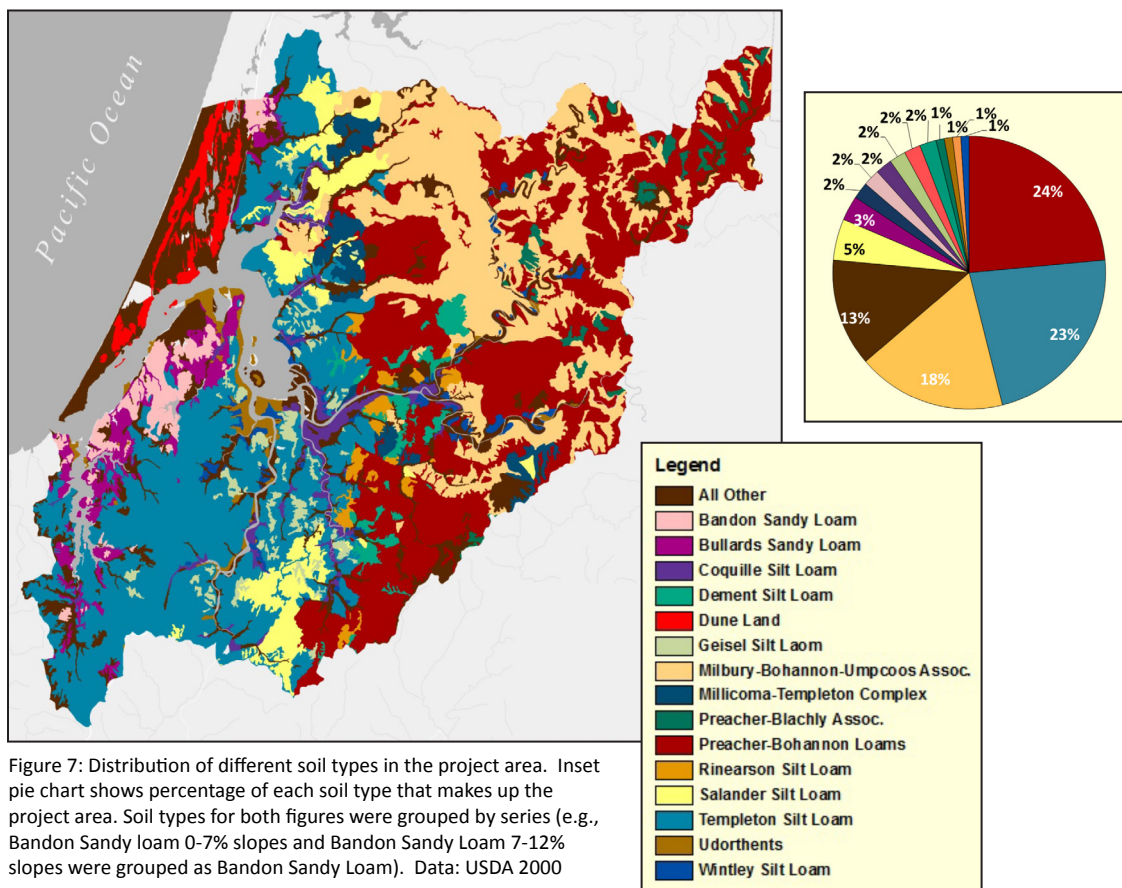 Pacific Ocean
2%
2%
2%
2%
2%
2%
1%
1%
1%
1%
24%
3%
5%
13%
18%
23%
Legend
All Other
Bandon Sandy Loam
Bullards Sandy Loam
Coquille Silt Loam
Dement Silt Loam
Dune Land
Geisel Silt Laom
Milbury-Bohannon-Umpcoos Assoc.
Millicoma-Templeton Complex
Preacher-Blachly Assoc.
Preacher-Bohannon Loams
Rinearson Silt Loam
Salander Silt Loam
Templeton Silt Loam
Udorthents
Wintley Silt Loam
Figure 7: Distribution of different soil types in the project area. Inset
pie chart shows percentage of each soil type that makes up the
project area. Soil types for both figures were grouped by series (e.g.,
Bandon Sandy loam 0-7% slopes and Bandon Sandy Loam 7-12%
slopes were grouped as Bandon Sandy Loam). Data: USDA 2000